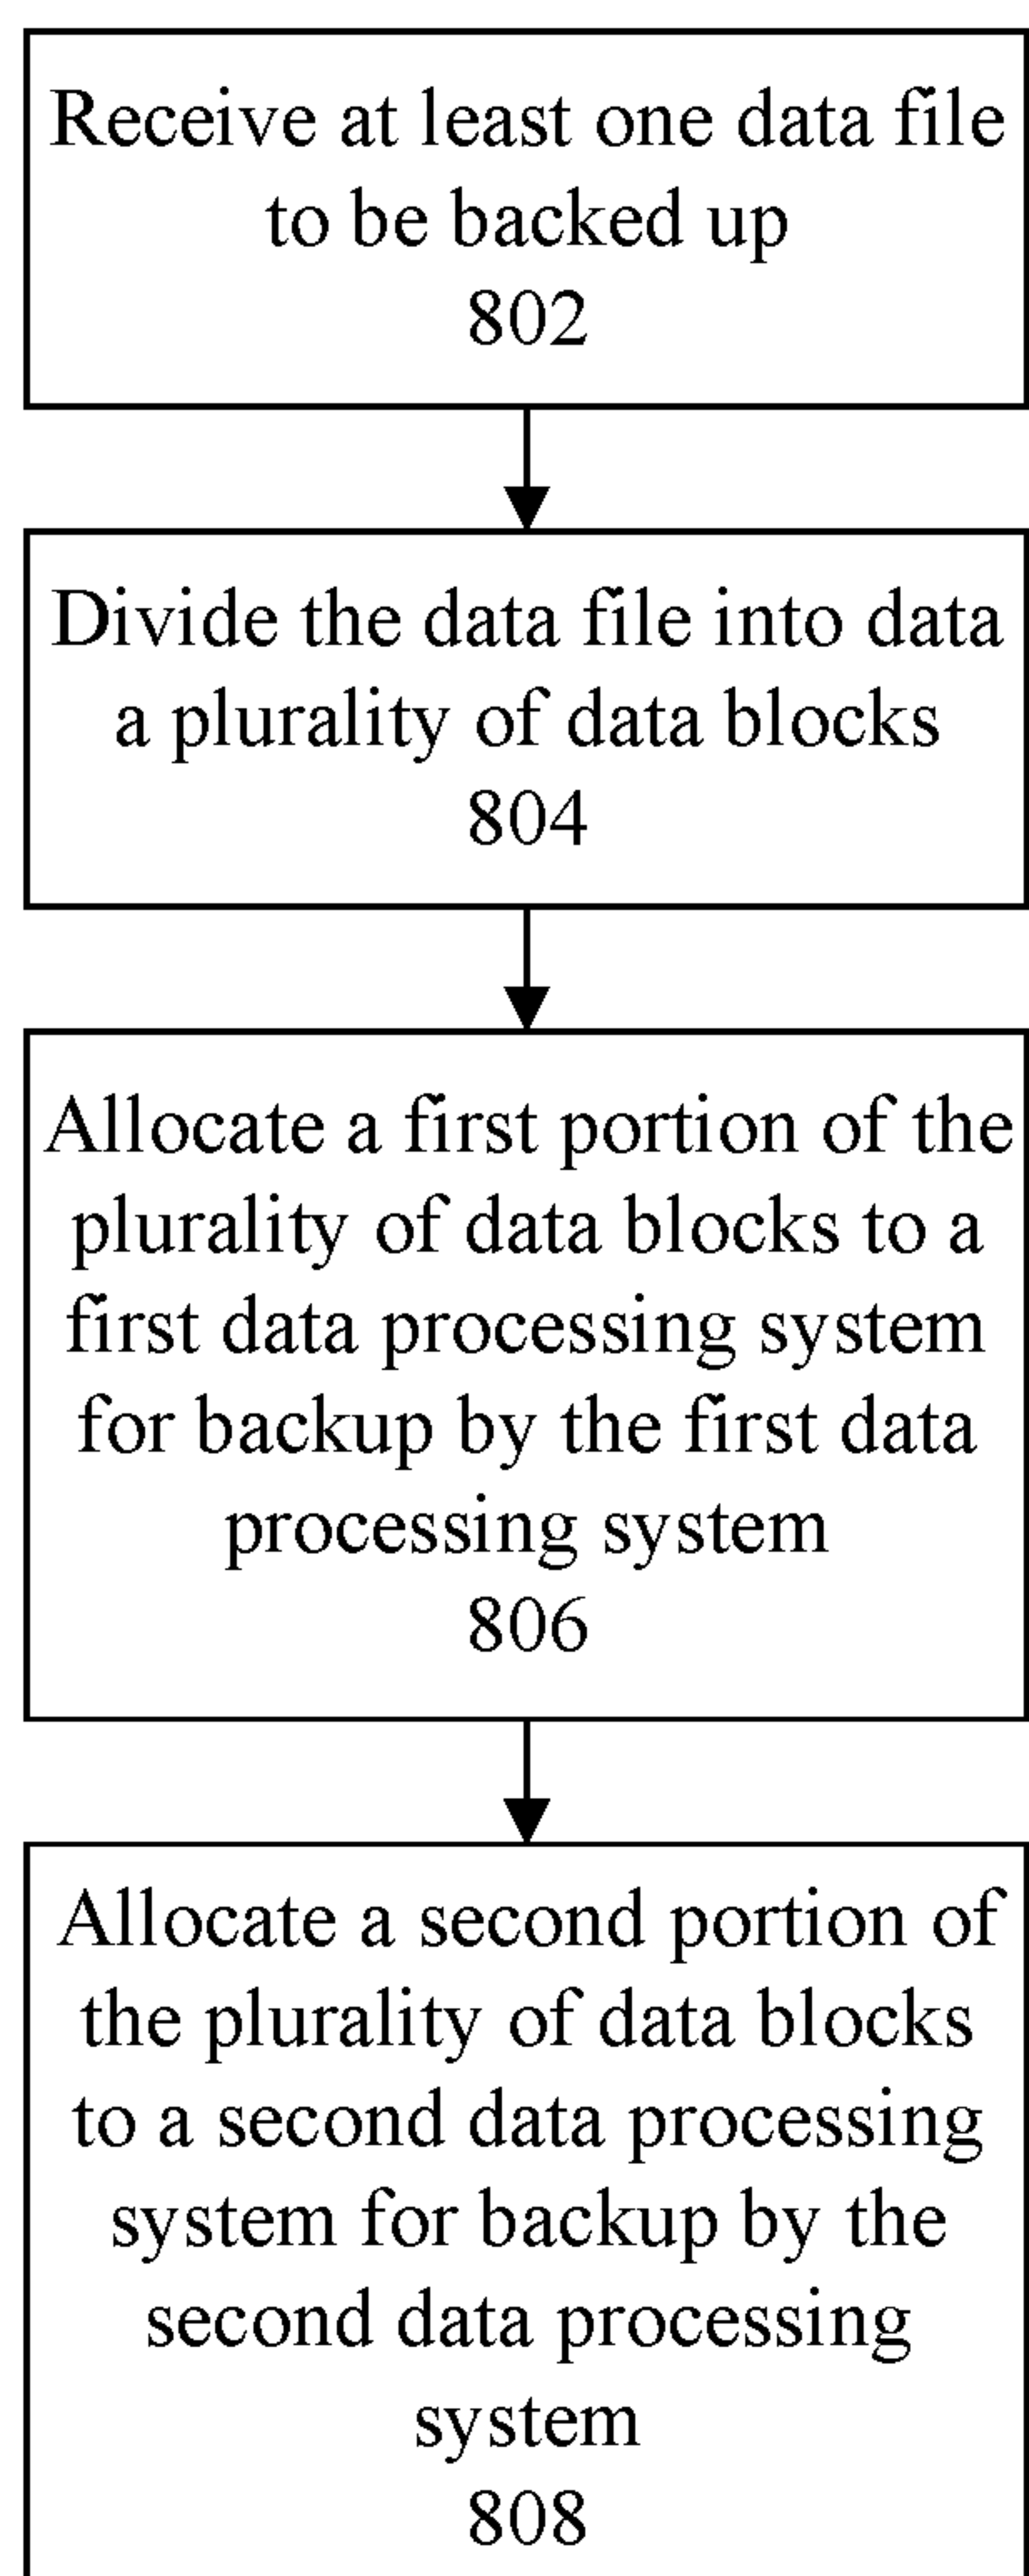 Receive at least one data file
to be backed up
802
Divide the data file into data
a plurality of data blocks
804
Allocate a first portion of the
plurality of data blocks to a
first data processing system
for backup by the first data
processing system
806
Allocate a second portion of
the plurality of data blocks
to a second data processing
system for backup by the
second data processing
system
808